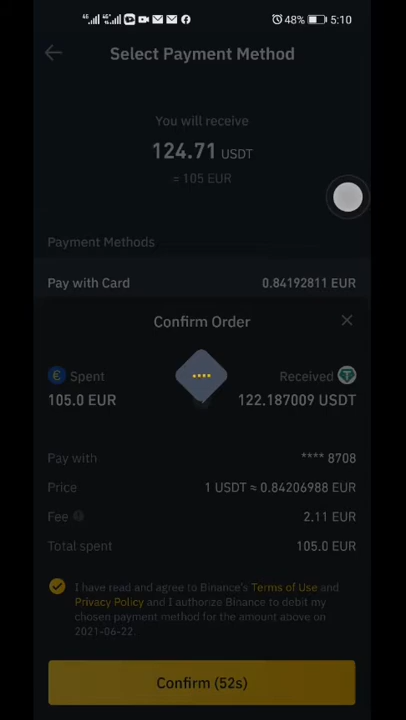 48% 5:10
Select Payment Method
You will receive
124.71 USDT
= 105 EUR
Payment Methods
Pay with Card 0.84192811 EUR
Confirm Order
Spent Received
105.0 EUR 122.187009 USDT
Pay with **** 8708
Price 1 USDT ≈ 0.84206988 EUR
Fee 2.11 EUR
Total spent 105.0 EUR
I have read and agree to Binance's Terms of Use and
Privacy Policy and I authorize Binance to debit my
chosen payment method for the amount above on
2021-06-22.
Confirm (52s)